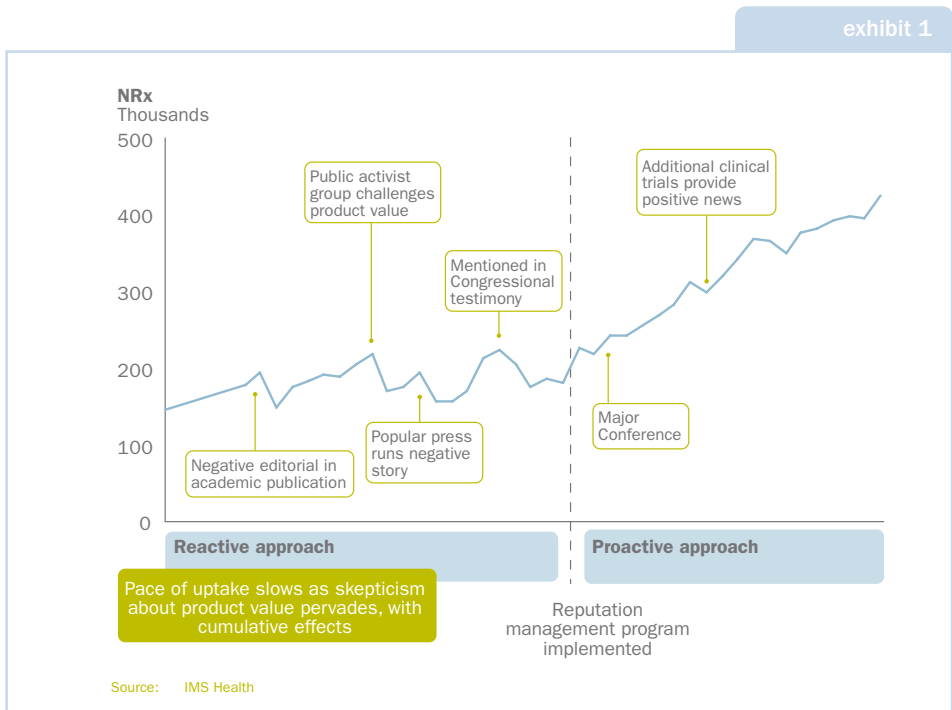 exhibit 1
NRx
Thousands
500
400
300
200
100
0
Public activist
group challenges
product value
Mentioned in
Congressional
testimony
Additional clinical
trials provide
positive news
Negative editorial in
academic publication
Popular press
runs negative
story
Major
Conference
Reactive approach
Proactive approach
Pace of uptake slows as skepticism
about product value pervades, with
cumulative effects
Reputation
management program
implemented
Source: IMS Health